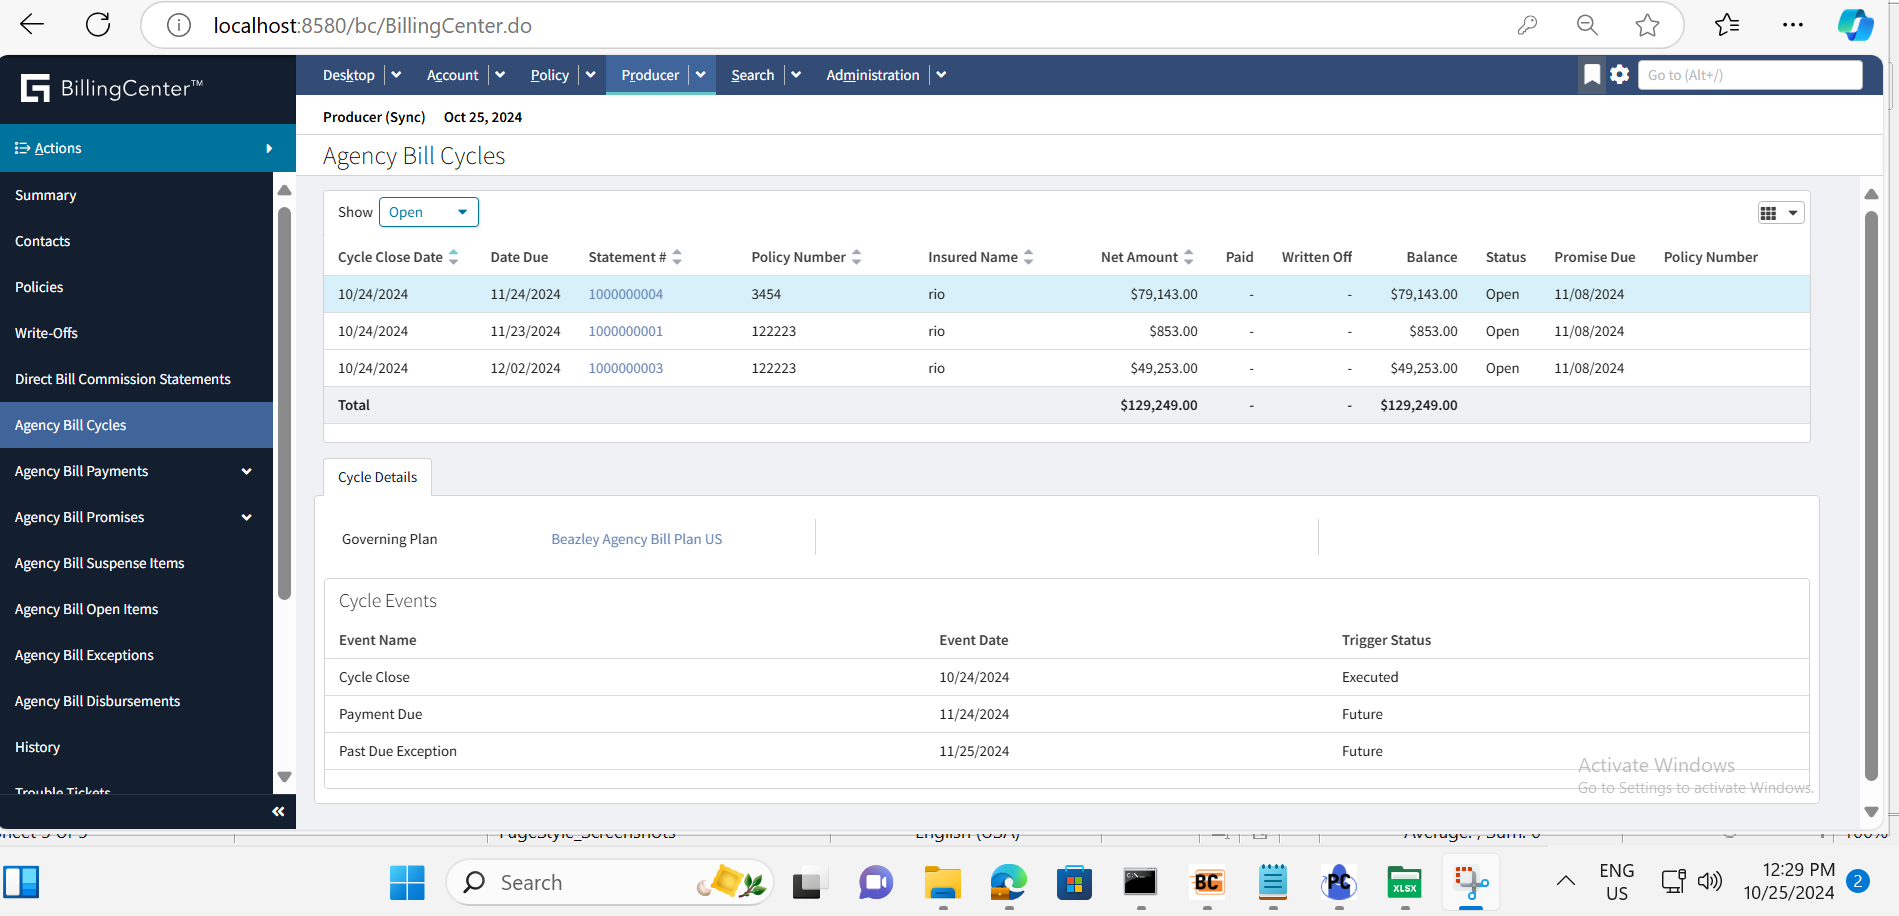 localhost:8580/bc/BillingCenter.do
BillingCenter™
Desktop Account Policy Producer Search Administration Go to (Alt+/)
Producer (Sync) Oct 25, 2024
Actions
Agency Bill Cycles
Summary
Contacts
Policies
Write-Offs
Direct Bill Commission Statements
Agency Bill Cycles
Agency Bill Payments
Agency Bill Promises
Agency Bill Suspense Items
Agency Bill Open Items
Agency Bill Exceptions
Agency Bill Disbursements
History
Trouble Tickets
Show Open
Cycle Close Date Date Due Statement # Policy Number Insured Name Net Amount Paid Written Off Balance Status Promise Due Policy Number
10/24/2024 11/24/2024 1000000004 3454 rio $79,143.00 - - $79,143.00 Open 11/08/2024
10/24/2024 11/23/2024 1000000001 122223 rio $853.00 - - $853.00 Open 11/08/2024
10/24/2024 12/02/2024 1000000003 122223 rio $49,253.00 - - $49,253.00 Open 11/08/2024
Total $129,249.00 - - $129,249.00
Cycle Details
Governing Plan Beazley Agency Bill Plan US
Cycle Events
Event Name Event Date Trigger Status
Cycle Close 10/24/2024 Executed
Payment Due 11/24/2024 Future
Past Due Exception 11/25/2024 Future
Activate Windows
Go to Settings to activate Windows.
PageStyle_Screenshots English (USA) Average: ; Sum: 0 100%
Search
BC
PC
XLSX
ENG
US
12:29 PM
10/25/2024
2